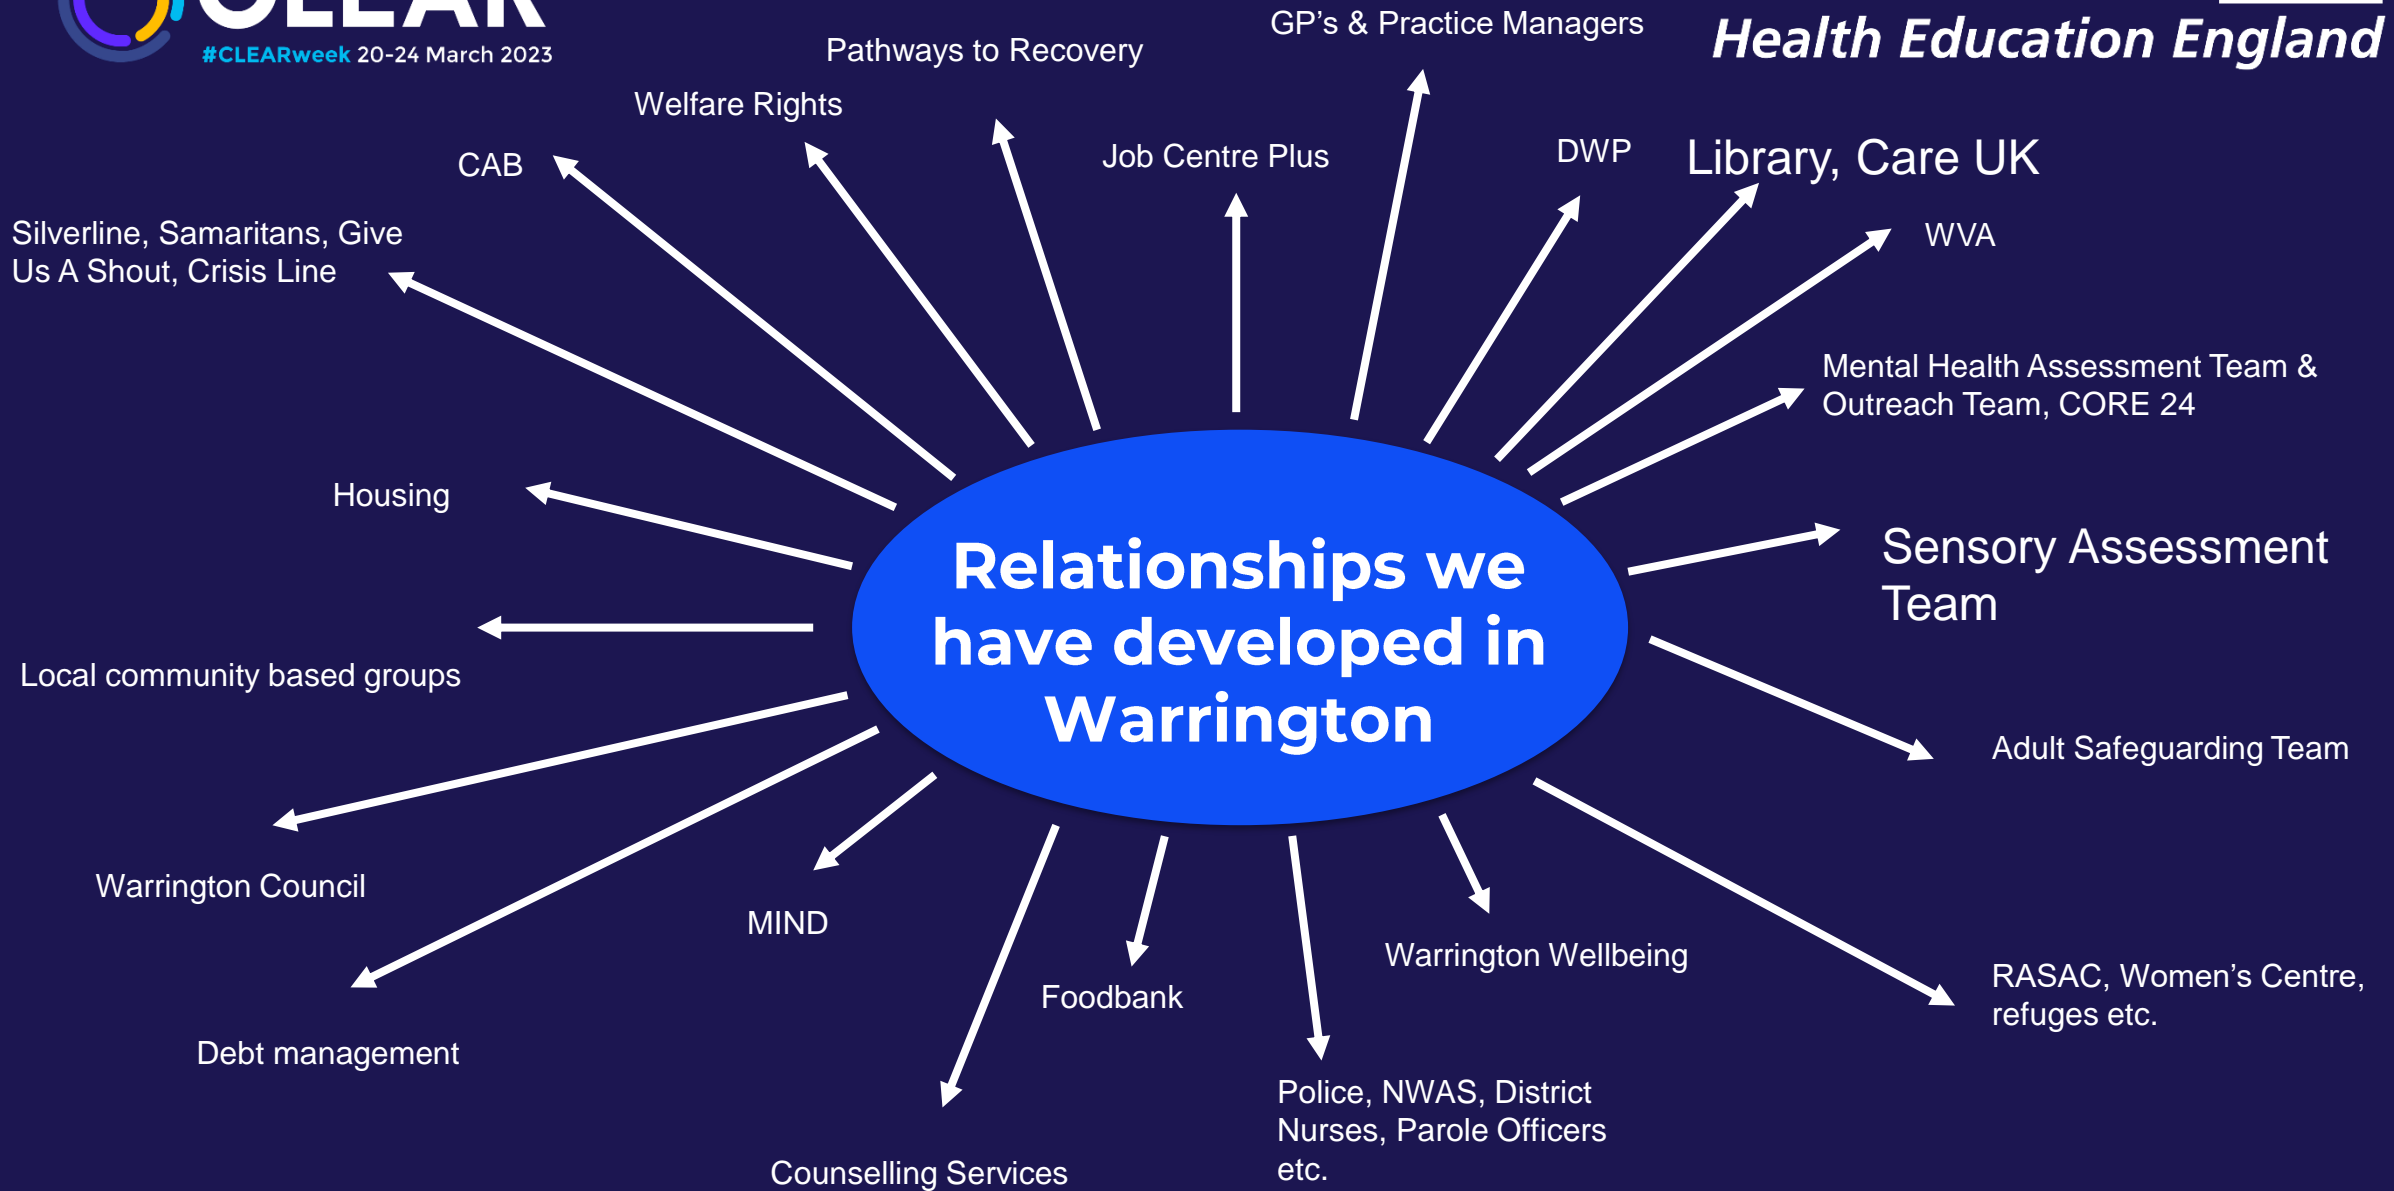 CLEAR
#CLEARweek 20-24 March 2023
Health Education England
GP's & Practice Managers
Pathways to Recovery
Welfare Rights
CAB
Job Centre Plus
DWP
Library, Care UK
WVA
Silverline, Samaritans, Give
Us A Shout, Crisis Line
Mental Health Assessment Team &
Outreach Team, CORE 24
Housing
Sensory Assessment
Team
Relationships we
have developed in
Warrington
Local community based groups
Adult Safeguarding Team
Warrington Council
MIND
Warrington Wellbeing
Foodbank
RASAC, Women’s Centre,
refuges etc.
Debt management
Police, NWAS, District
Nurses, Parole Officers
etc.
Counselling Services